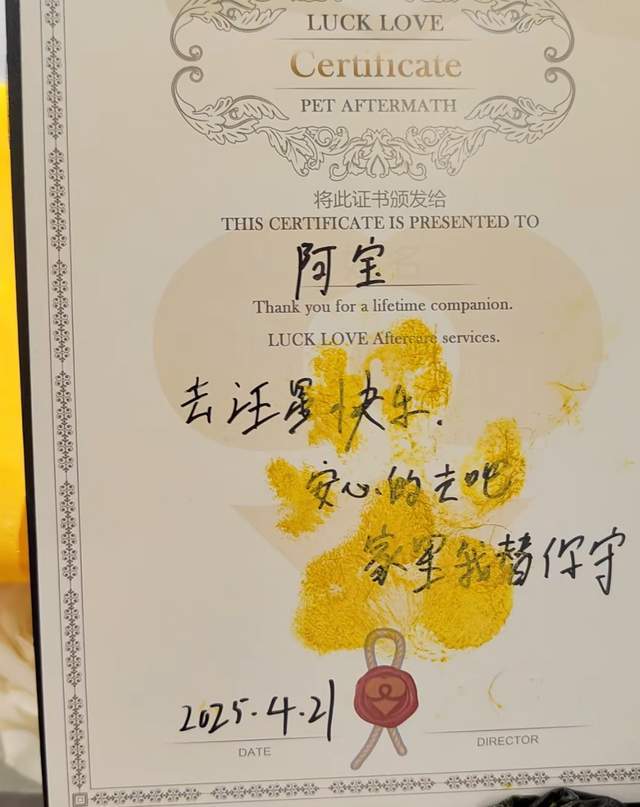 LUCK LOVE
Certificate
PET AFTERMATH
将此证书颁发给
THIS CERTIFICATE IS PRESENTED TO
阿宝
Thank you for a lifetime companion.
LUCK LOVE Aftercare services.
去汪星快乐.
安心的去吧
家里我替你守
2025.4.21
DATE
DIRECTOR